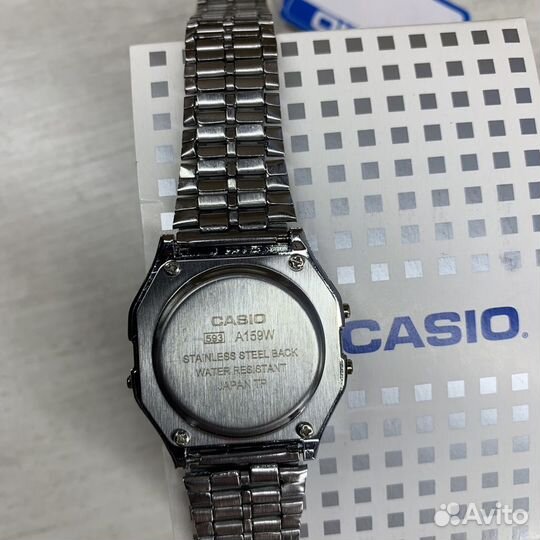 CASIO
593 A159W
STAINLESS STEEL BACK
WATER RESISTANT
JAPAN TP
CASIO
Avito